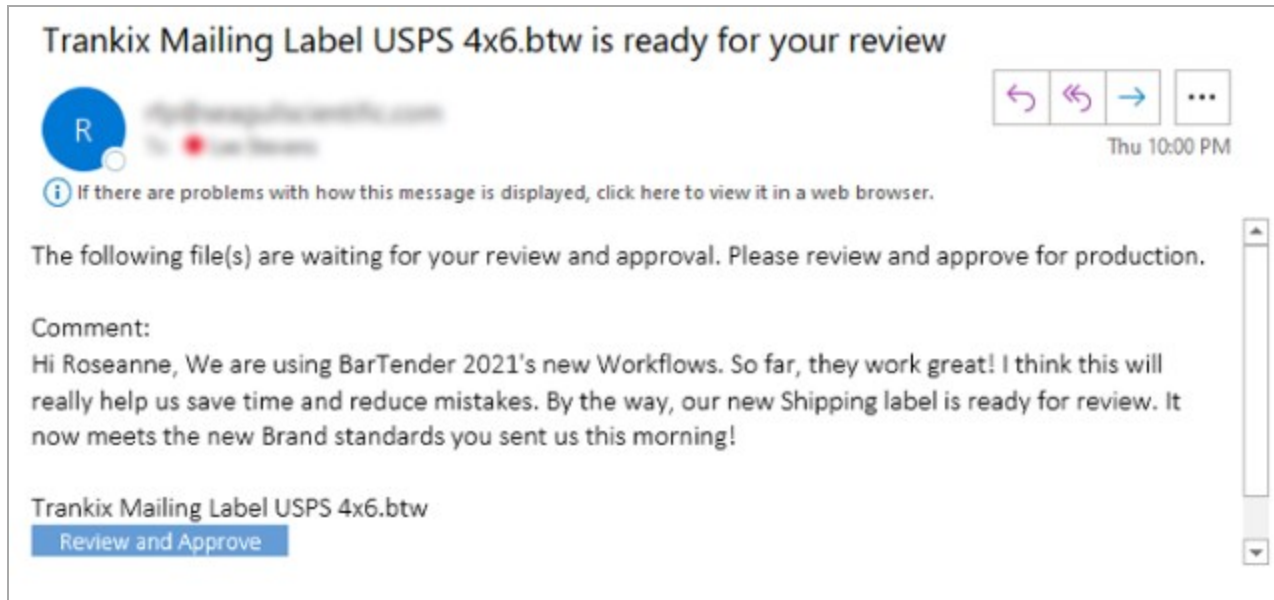 Trankix Mailing Label USPS 4x6.btw is ready for your review
R
Thu 10:00 PM
If there are problems with how this message is displayed, click here to view it in a web browser.
The following file(s) are waiting for your review and approval. Please review and approve for production.
Comment:
Hi Roseanne, We are using BarTender 2021's new Workflows. So far, they work great! I think this will
really help us save time and reduce mistakes. By the way, our new Shipping label is ready for review. It
now meets the new Brand standards you sent us this morning!
Trankix Mailing Label USPS 4x6.btw
Review and Approve